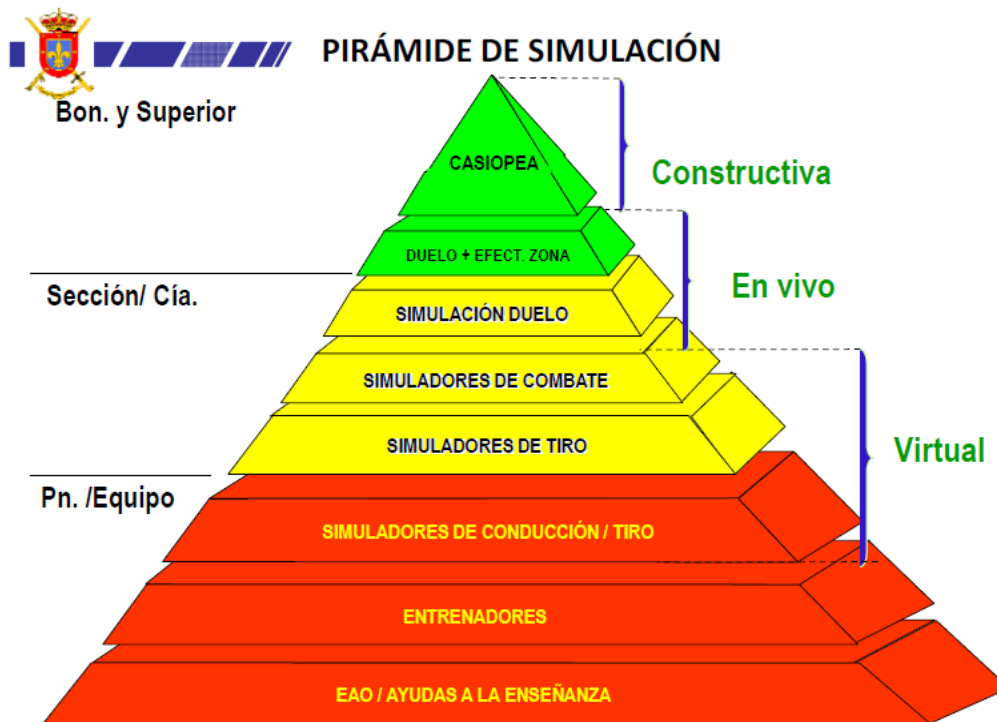 PIRÁMIDE DE SIMULACIÓN
Bon. y Superior
CASIOPEA
Constructiva
DUELO + EFECT. ZONA
En vivo
Sección/ Cía.
SIMULACIÓN DUELO
SIMULADORES DE COMBATE
SIMULADORES DE TIRO
Virtual
Pn. /Equipo
SIMULADORES DE CONDUCCIÓN / TIRO
ENTRENADORES
EAO / AYUDAS A LA ENSEÑANZA